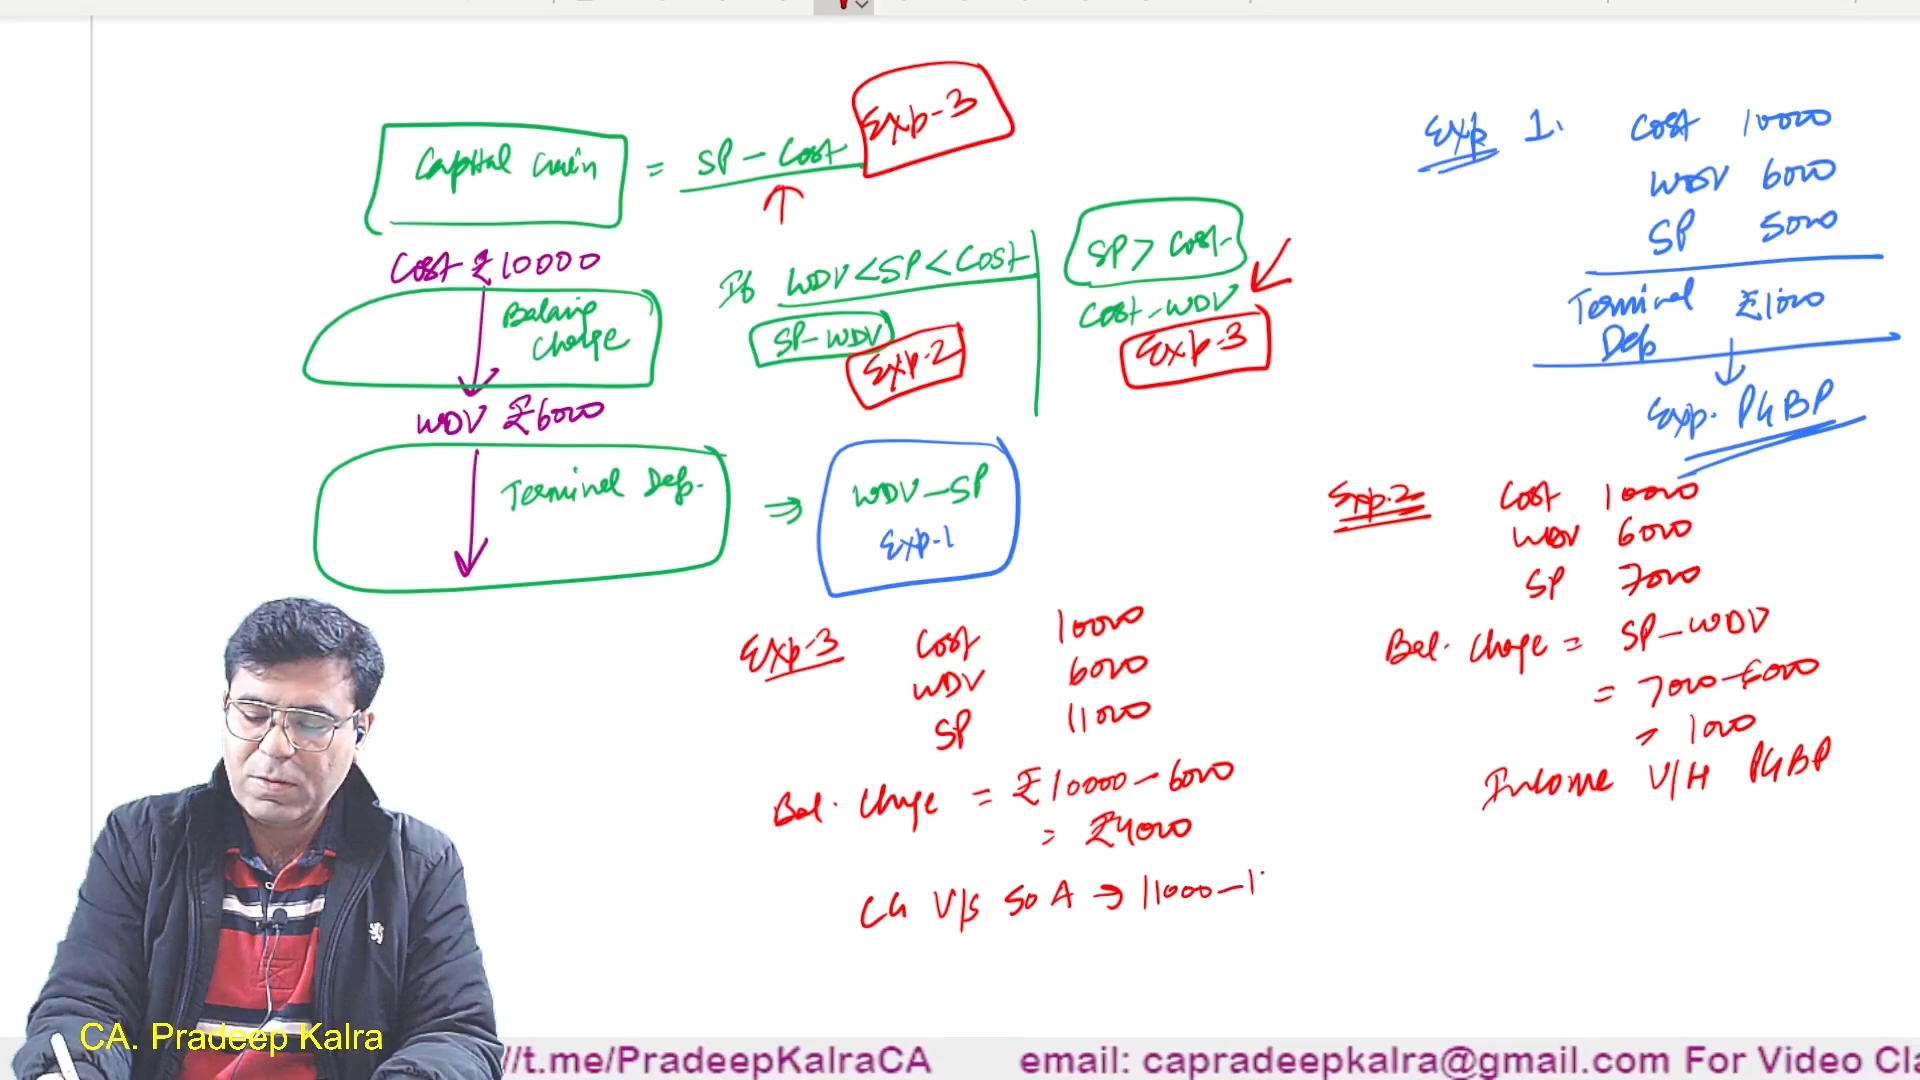 Capital Gain = SP - Cost
Exp-3
Cost ₹10000
Balancing
Charge
WDV ₹6000
Terminal Dep.
⇒
WDV-SP
Exp-1
If WDV<SP<Cost
SP-WDV
Exp-2
SP> Cost
Cost-WDV
Exp-3
Exp 1.
Cost 10000
WDV 6000
SP 5000
Terminal ₹1000
Dep
Exp. PGBP
Exp.2
Cost 10000
WDV 6000
SP 7000
Bal. Charge = SP-WDV
= 7000-6000
= 1000
Income U/H PGBP
Exp-3
Cost 10000
WDV 6000
SP 11000
Bal. Charge = ₹10000-6000
= ₹4000
CG U/S 50A → 11000-1
CA. Pradeep Kalra
//t.me/PradeepKalraCA email: capradeepkalra@gmail.com For Video Cla